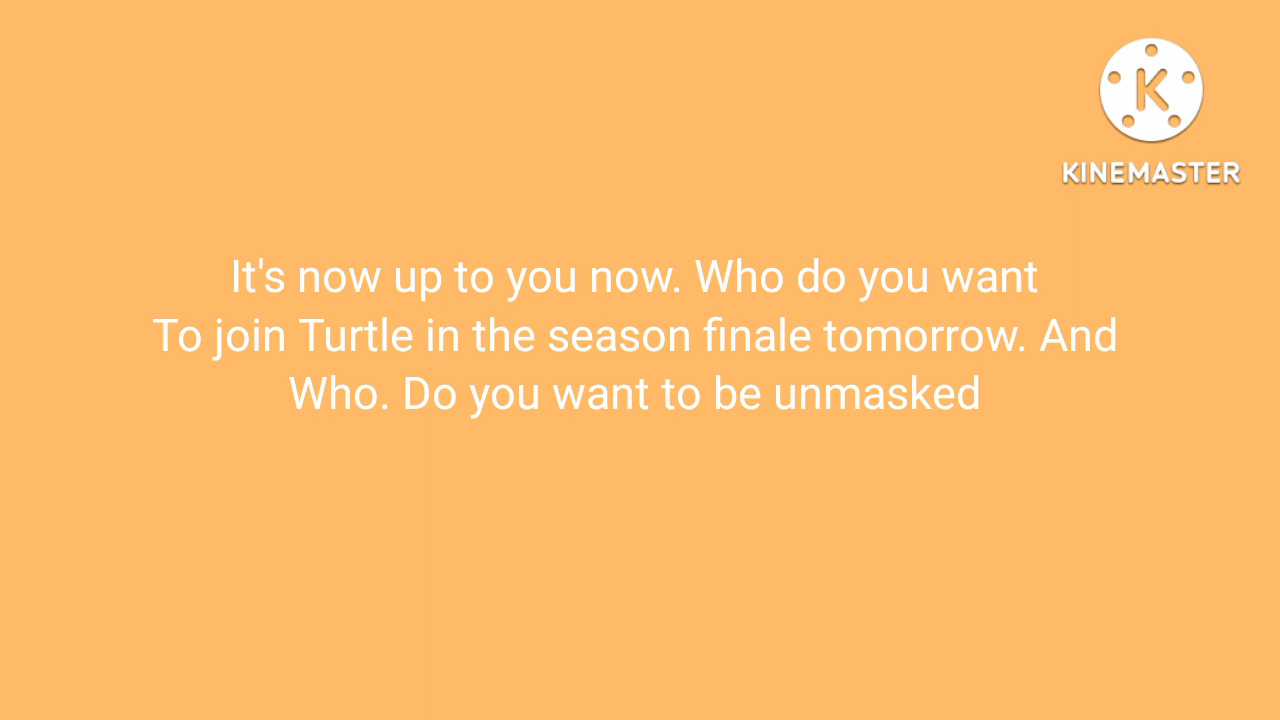 K
KINEMASTER
It's now up to you now. Who do you want
To join Turtle in the season finale tomorrow. And
Who. Do you want to be unmasked